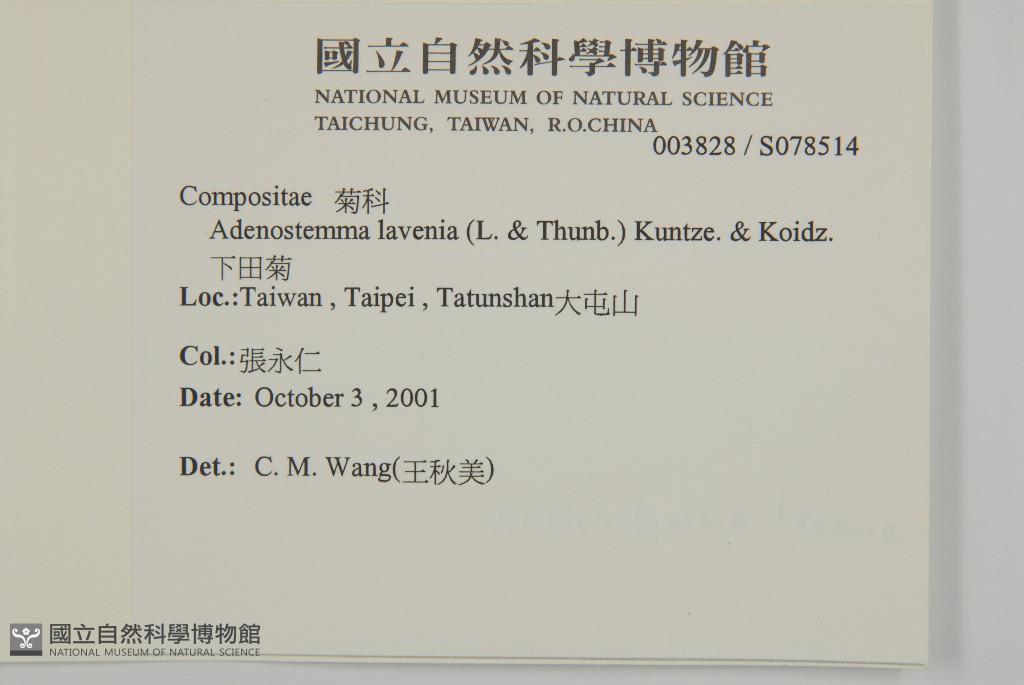 國立自然科學博物館
NATIONAL MUSEUM OF NATURAL SCIENCE
TAICHUNG, TAIWAN, R.O.CHINA
003828 / S078514
Compositae 菊科
Adenostemma lavenia (L. & Thunb.) Kuntze. & Koidz.
下田菊
Loc.:Taiwan , Taipei , Tatunshan大屯山
Col.:張永仁
Date: October 3 , 2001
Det.: C. M. Wang(王秋美)
國立自然科學博物館
NATIONAL MUSEUM OF NATURAL SCIENCE